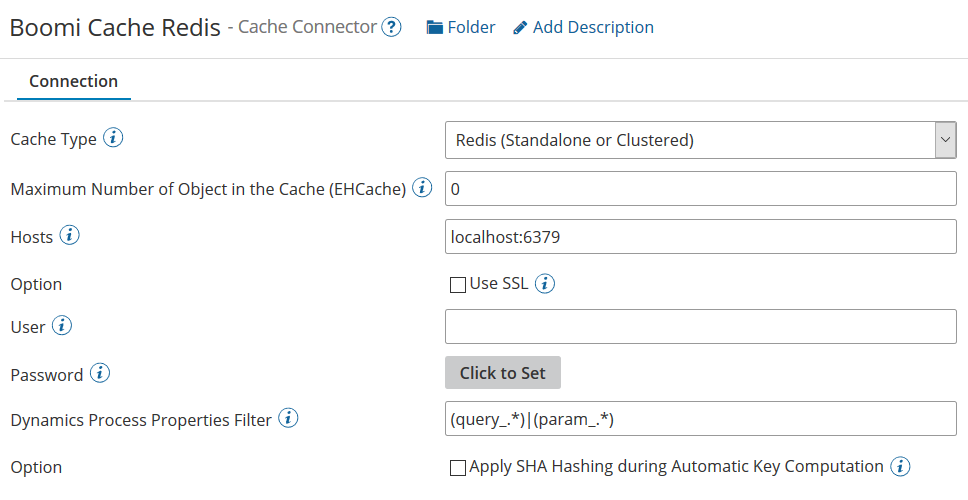 Boomi Cache Redis - Cache Connector ? Folder Add Description
Connection
Cache Type i Redis (Standalone or Clustered)
Maximum Number of Object in the Cache (EHCache) i 0
Hosts i localhost:6379
Option Use SSL i
User i
Password i Click to Set
Dynamics Process Properties Filter i (query_.*)|(param_.*)
Option Apply SHA Hashing during Automatic Key Computation i